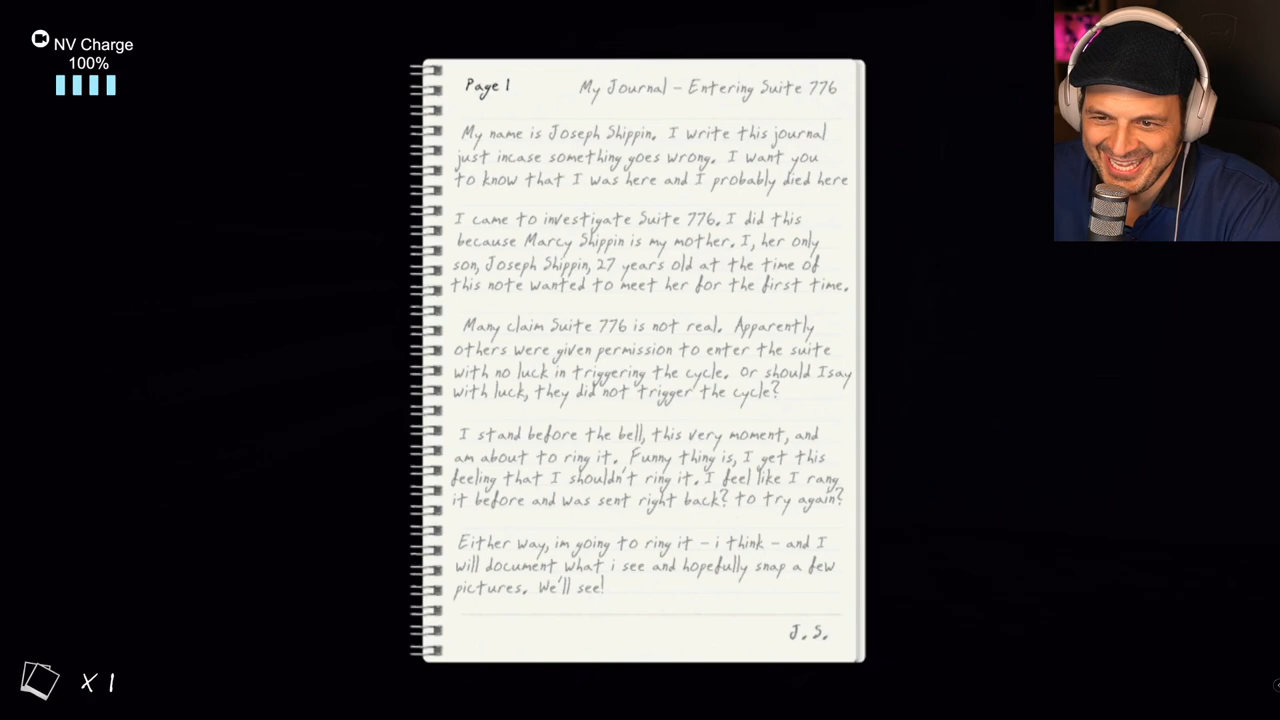 NV Charge
100%
Page 1
My Journal - Entering Suite 776
My name is Joseph Shippin. I write this journal
just incase something goes wrong. I want you
to know that I was here and I probably died here
I came to investigate Suite 776. I did this
because Marcy Shippin is my mother. I, her only
son, Joseph Shippin, 27 years old at the time of
this note wanted to meet her for the first time.
Many claim Suite 776 is not real. Apparently
others were given permission to enter the suite
with no luck in triggering the cycle. Or should I say
with luck, they did not trigger the cycle?
I stand before the bell, this very moment, and
am about to ring it. Funny thing is, I get this
feeling that I shouldn't ring it. I feel like I rang
it before and was sent right back? to try again?
Either way, im going to ring it - i think - and I
will document what i see and hopefully snap a few
pictures. We'll see!
J.S.
X 1